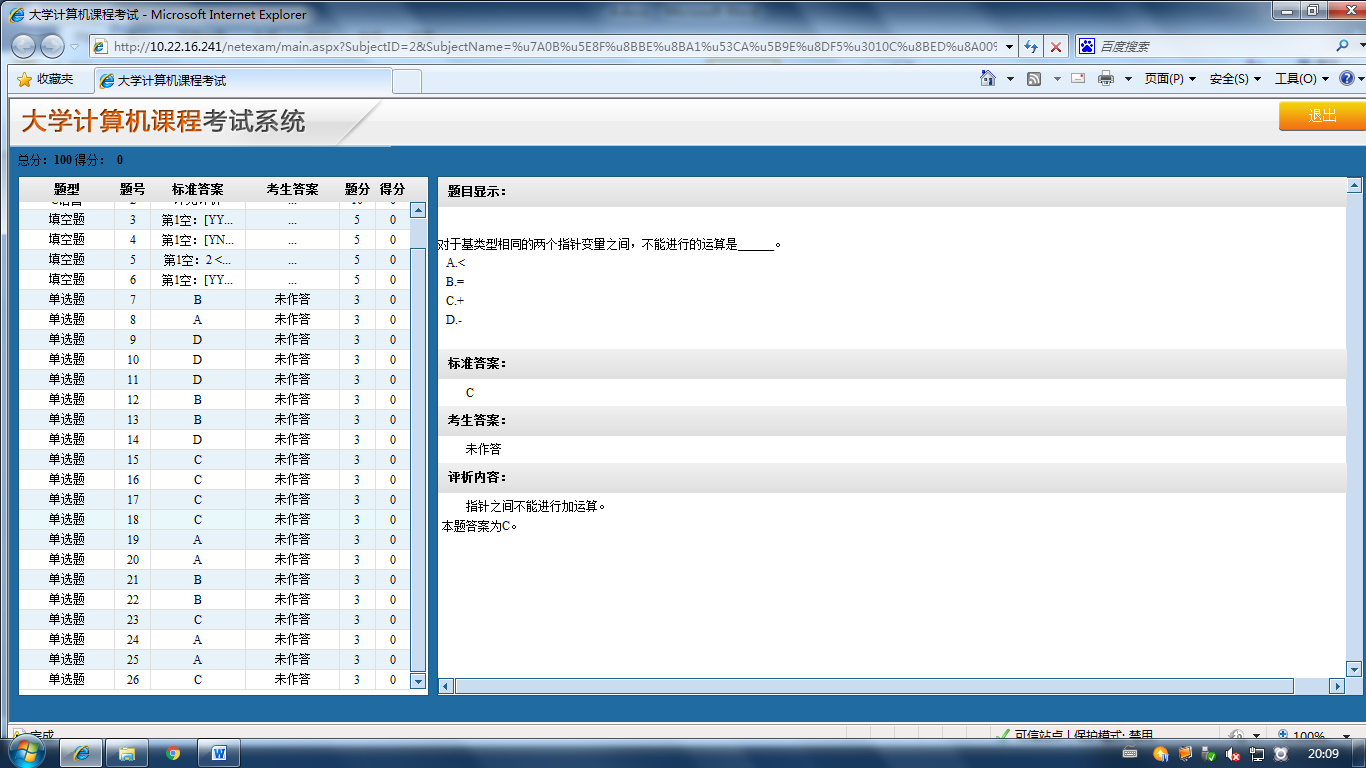 大学计算机课程考试 - Microsoft Internet Explorer
http://10.22.16.241/netexam/main.aspx?SubjectID=2&SubjectName=%u7A0B%u5E8F%u8BBE%u8BA1%u53CA%u5B9E%u8DF5%u3010C%u8BED%u8A00%
百度搜索
收藏夹
大学计算机课程考试
页面(P)
安全(S)
工具(O)
大学计算机课程考试系统
退出
总分：100 得分： 0
题型 题号 标准答案 考生答案 题分 得分
填空题 3 第1空：[YY... ... 5 0
填空题 4 第1空：[YN... ... 5 0
填空题 5 第1空：2 <... ... 5 0
填空题 6 第1空：[YY... ... 5 0
单选题 7 B 未作答 3 0
单选题 8 A 未作答 3 0
单选题 9 D 未作答 3 0
单选题 10 D 未作答 3 0
单选题 11 D 未作答 3 0
单选题 12 B 未作答 3 0
单选题 13 B 未作答 3 0
单选题 14 D 未作答 3 0
单选题 15 C 未作答 3 0
单选题 16 C 未作答 3 0
单选题 17 C 未作答 3 0
单选题 18 C 未作答 3 0
单选题 19 A 未作答 3 0
单选题 20 A 未作答 3 0
单选题 21 B 未作答 3 0
单选题 22 B 未作答 3 0
单选题 23 C 未作答 3 0
单选题 24 A 未作答 3 0
单选题 25 A 未作答 3 0
单选题 26 C 未作答 3 0
题目显示：
对于基类型相同的两个指针变量之间，不能进行的运算是______。
A.<
B.=
C.+
D.-
标准答案：
C
考生答案：
未作答
评析内容：
指针之间不能进行加运算。
本题答案为C。
完成
可信站点 | 保护模式: 禁用
100%
20:09